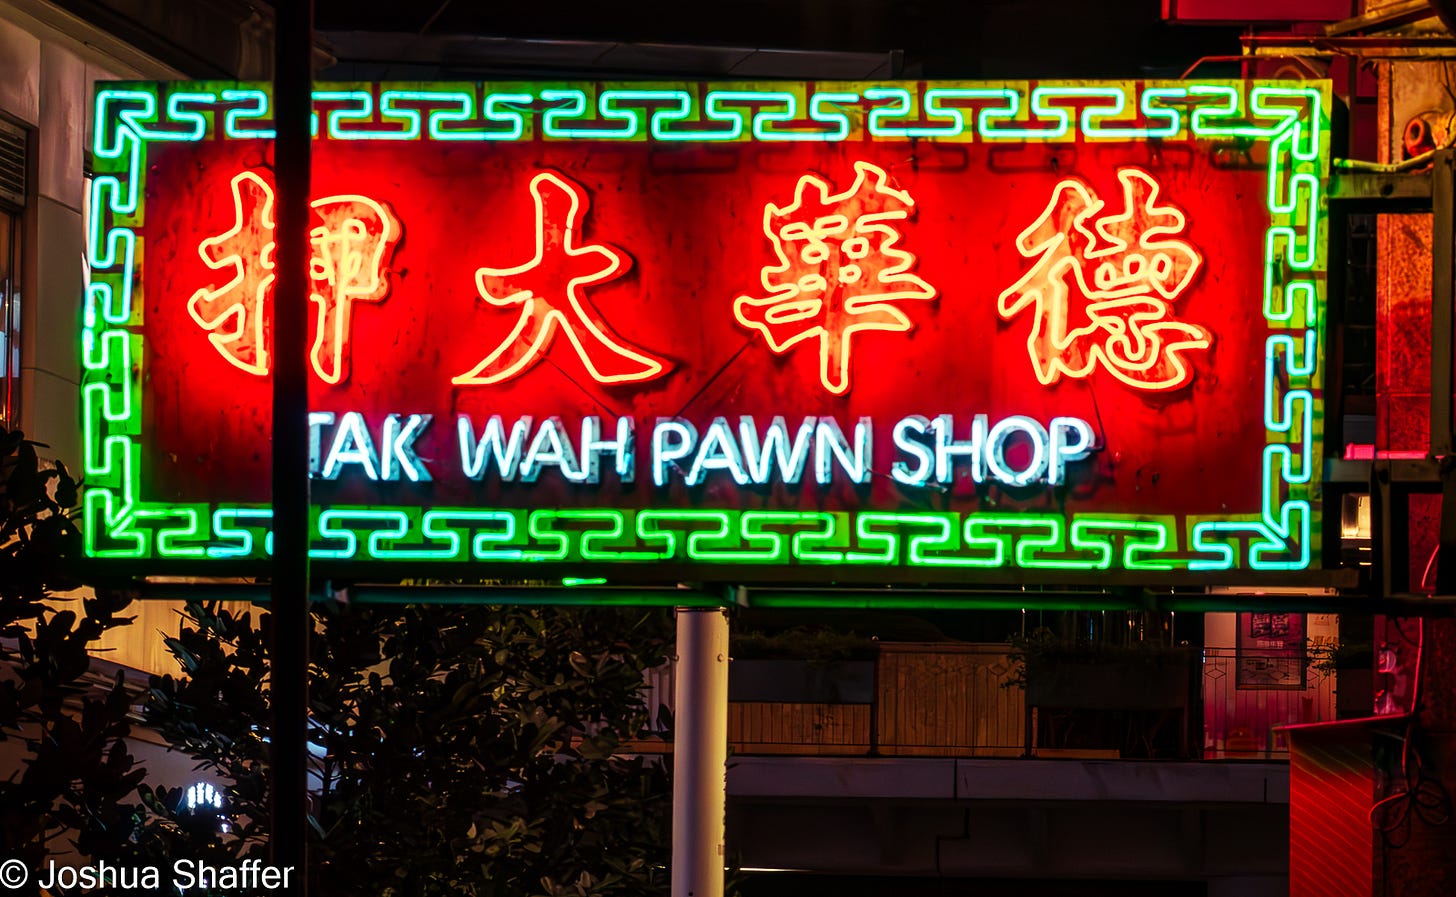 押大華德
TAK WAH PAWN SHOP
© Joshua Shaffer